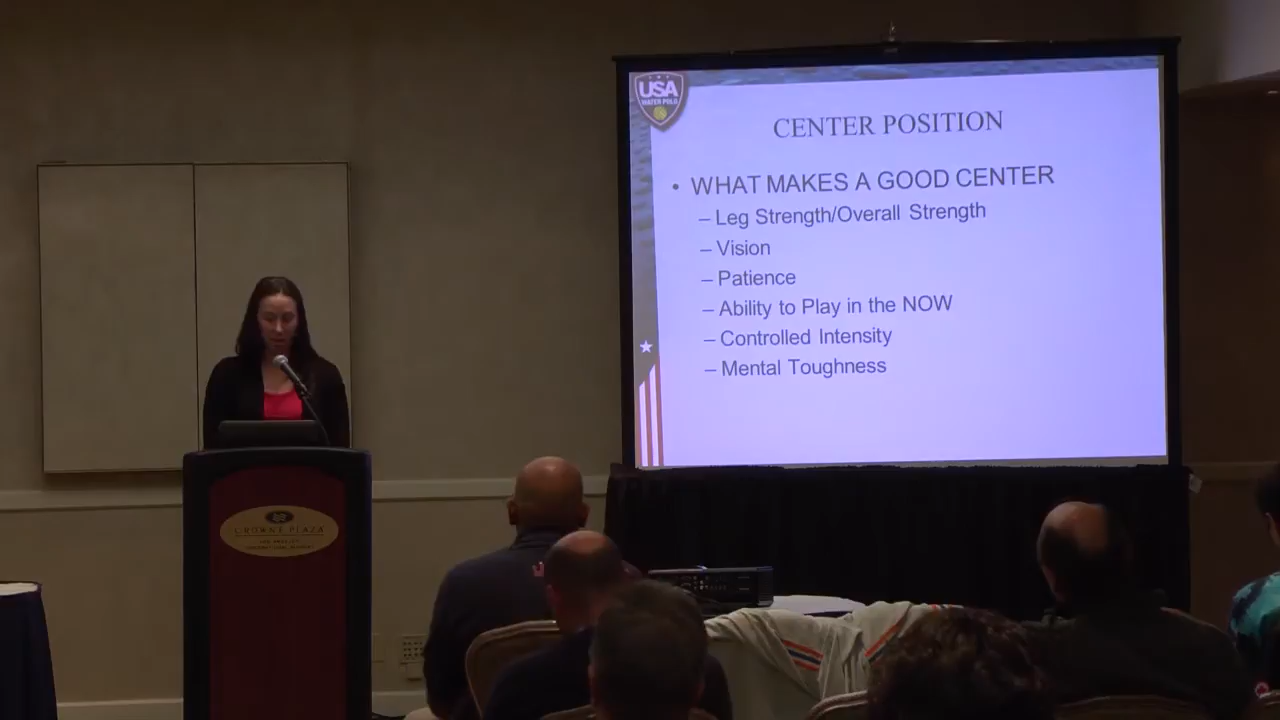 USA
WATER POLO
CENTER POSITION
• WHAT MAKES A GOOD CENTER
– Leg Strength/Overall Strength
– Vision
– Patience
– Ability to Play in the NOW
– Controlled Intensity
– Mental Toughness
CROWNE PLAZA